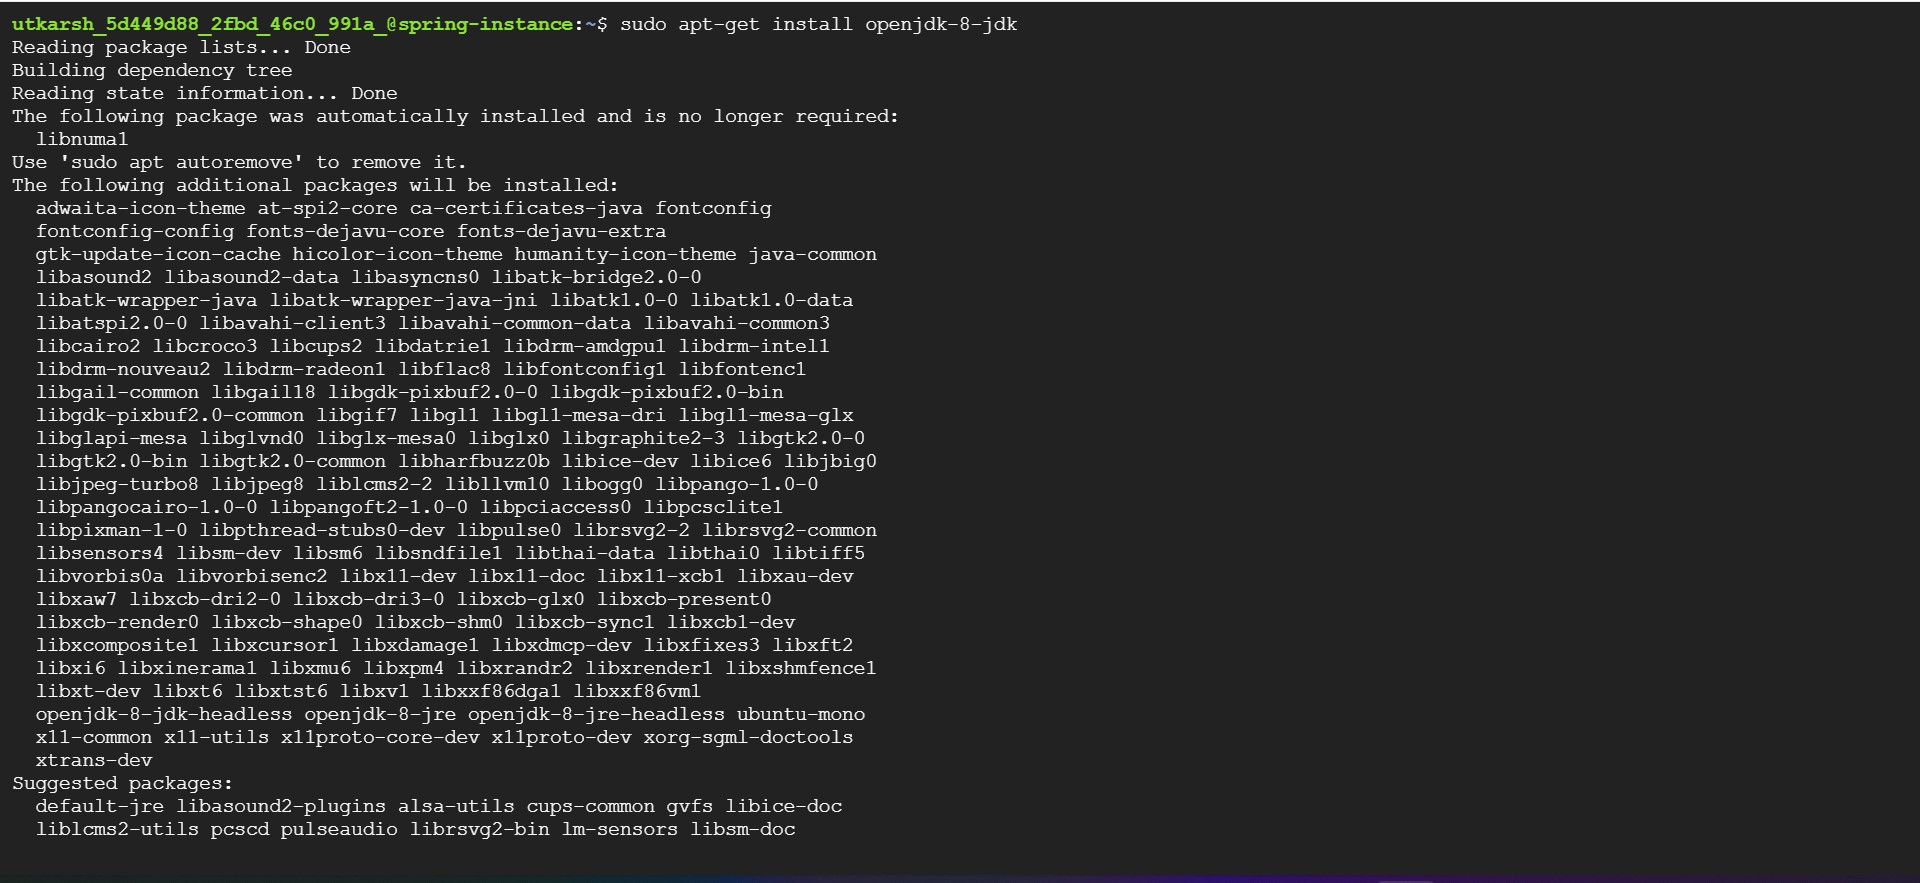 utkarsh_5d449d88_2fbd_46c0_991a_@spring-instance:~$ sudo apt-get install openjdk-8-jdk
Reading package lists... Done
Building dependency tree
Reading state information... Done
The following package was automatically installed and is no longer required:
  libnuma1
Use 'sudo apt autoremove' to remove it.
The following additional packages will be installed:
  adwaita-icon-theme at-spi2-core ca-certificates-java fontconfig
  fontconfig-config fonts-dejavu-core fonts-dejavu-extra
  gtk-update-icon-cache hicolor-icon-theme humanity-icon-theme java-common
  libasound2 libasound2-data libasyncns0 libatk-bridge2.0-0
  libatk-wrapper-java libatk-wrapper-java-jni libatk1.0-0 libatk1.0-data
  libatspi2.0-0 libavahi-client3 libavahi-common-data libavahi-common3
  libcairo2 libcroco3 libcups2 libdatrie1 libdrm-amdgpu1 libdrm-intel1
  libdrm-nouveau2 libdrm-radeon1 libflac8 libfontconfig1 libfontenc1
  libgail-common libgail18 libgdk-pixbuf2.0-0 libgdk-pixbuf2.0-bin
  libgdk-pixbuf2.0-common libgif7 libgl1 libgl1-mesa-dri libgl1-mesa-glx
  libglapi-mesa libglvnd0 libglx-mesa0 libglx0 libgraphite2-3 libgtk2.0-0
  libgtk2.0-bin libgtk2.0-common libharfbuzz0b libice-dev libice6 libjbig0
  libjpeg-turbo8 libjpeg8 liblcms2-2 libllvm10 libogg0 libpango-1.0-0
  libpangocairo-1.0-0 libpangoft2-1.0-0 libpciaccess0 libpcsclite1
  libpixman-1-0 libpthread-stubs0-dev libpulse0 librsvg2-2 librsvg2-common
  libsensors4 libsm-dev libsm6 libsndfile1 libthai-data libthai0 libtiff5
  libvorbis0a libvorbisenc2 libx11-dev libx11-doc libx11-xcb1 libxau-dev
  libxaw7 libxcb-dri2-0 libxcb-dri3-0 libxcb-glx0 libxcb-present0
  libxcb-render0 libxcb-shape0 libxcb-shm0 libxcb-sync1 libxcb1-dev
  libxcomposite1 libxcursor1 libxdamage1 libxdmcp-dev libxfixes3 libxft2
  libxi6 libxinerama1 libxmu6 libxpm4 libxrandr2 libxrender1 libxshmfence1
  libxt-dev libxt6 libxtst6 libxv1 libxxf86dga1 libxxf86vm1
  openjdk-8-jdk-headless openjdk-8-jre openjdk-8-jre-headless ubuntu-mono
  x11-common x11-utils x11proto-core-dev x11proto-dev xorg-sgml-doctools
  xtrans-dev
Suggested packages:
  default-jre libasound2-plugins alsa-utils cups-common gvfs libice-doc
  liblcms2-utils pcscd pulseaudio librsvg2-bin lm-sensors libsm-doc